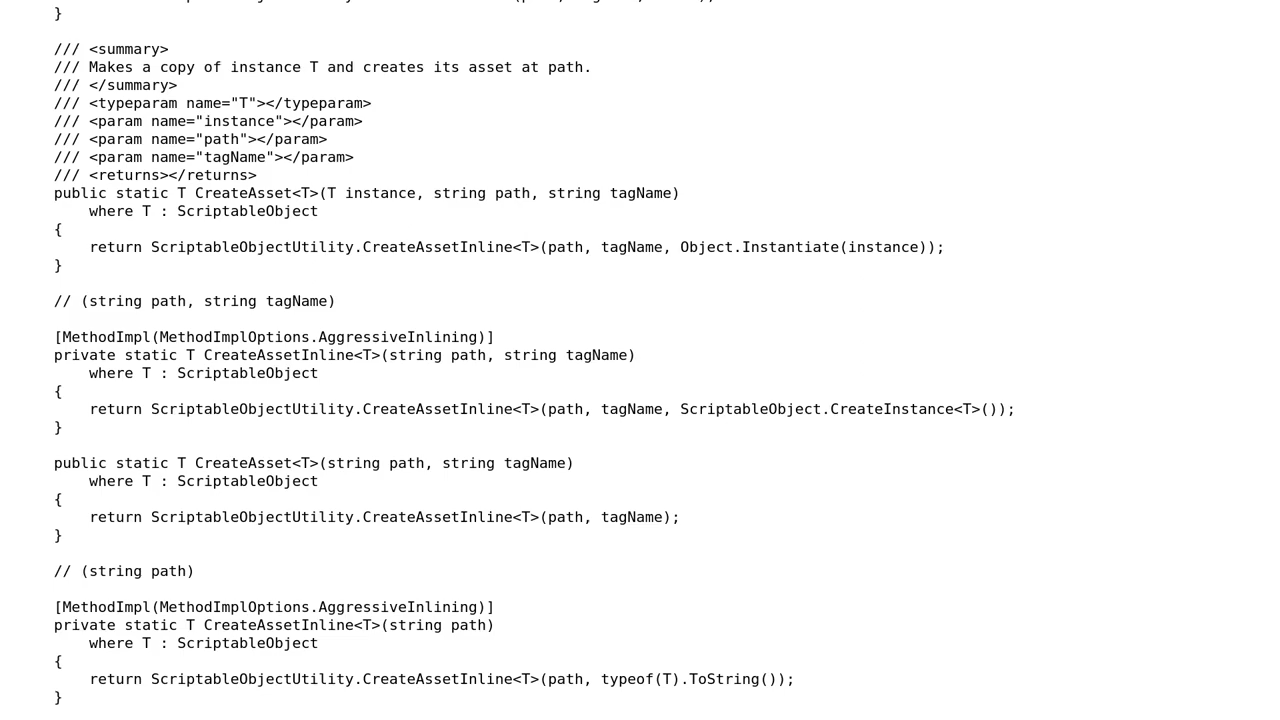 }
/// <summary>
/// Makes a copy of instance T and creates its asset at path.
/// </summary>
/// <typeparam name="T"></typeparam>
/// <param name="instance"></param>
/// <param name="path"></param>
/// <param name="tagName"></param>
/// <returns></returns>
public static T CreateAsset<T>(T instance, string path, string tagName)
    where T : ScriptableObject
{
    return ScriptableObjectUtility.CreateAssetInline<T>(path, tagName, Object.Instantiate(instance));
}
// (string path, string tagName)
[MethodImpl(MethodImplOptions.AggressiveInlining)]
private static T CreateAssetInline<T>(string path, string tagName)
    where T : ScriptableObject
{
    return ScriptableObjectUtility.CreateAssetInline<T>(path, tagName, ScriptableObject.CreateInstance<T>());
}
public static T CreateAsset<T>(string path, string tagName)
    where T : ScriptableObject
{
    return ScriptableObjectUtility.CreateAssetInline<T>(path, tagName);
}
// (string path)
[MethodImpl(MethodImplOptions.AggressiveInlining)]
private static T CreateAssetInline<T>(string path)
    where T : ScriptableObject
{
    return ScriptableObjectUtility.CreateAssetInline<T>(path, typeof(T).ToString());
}